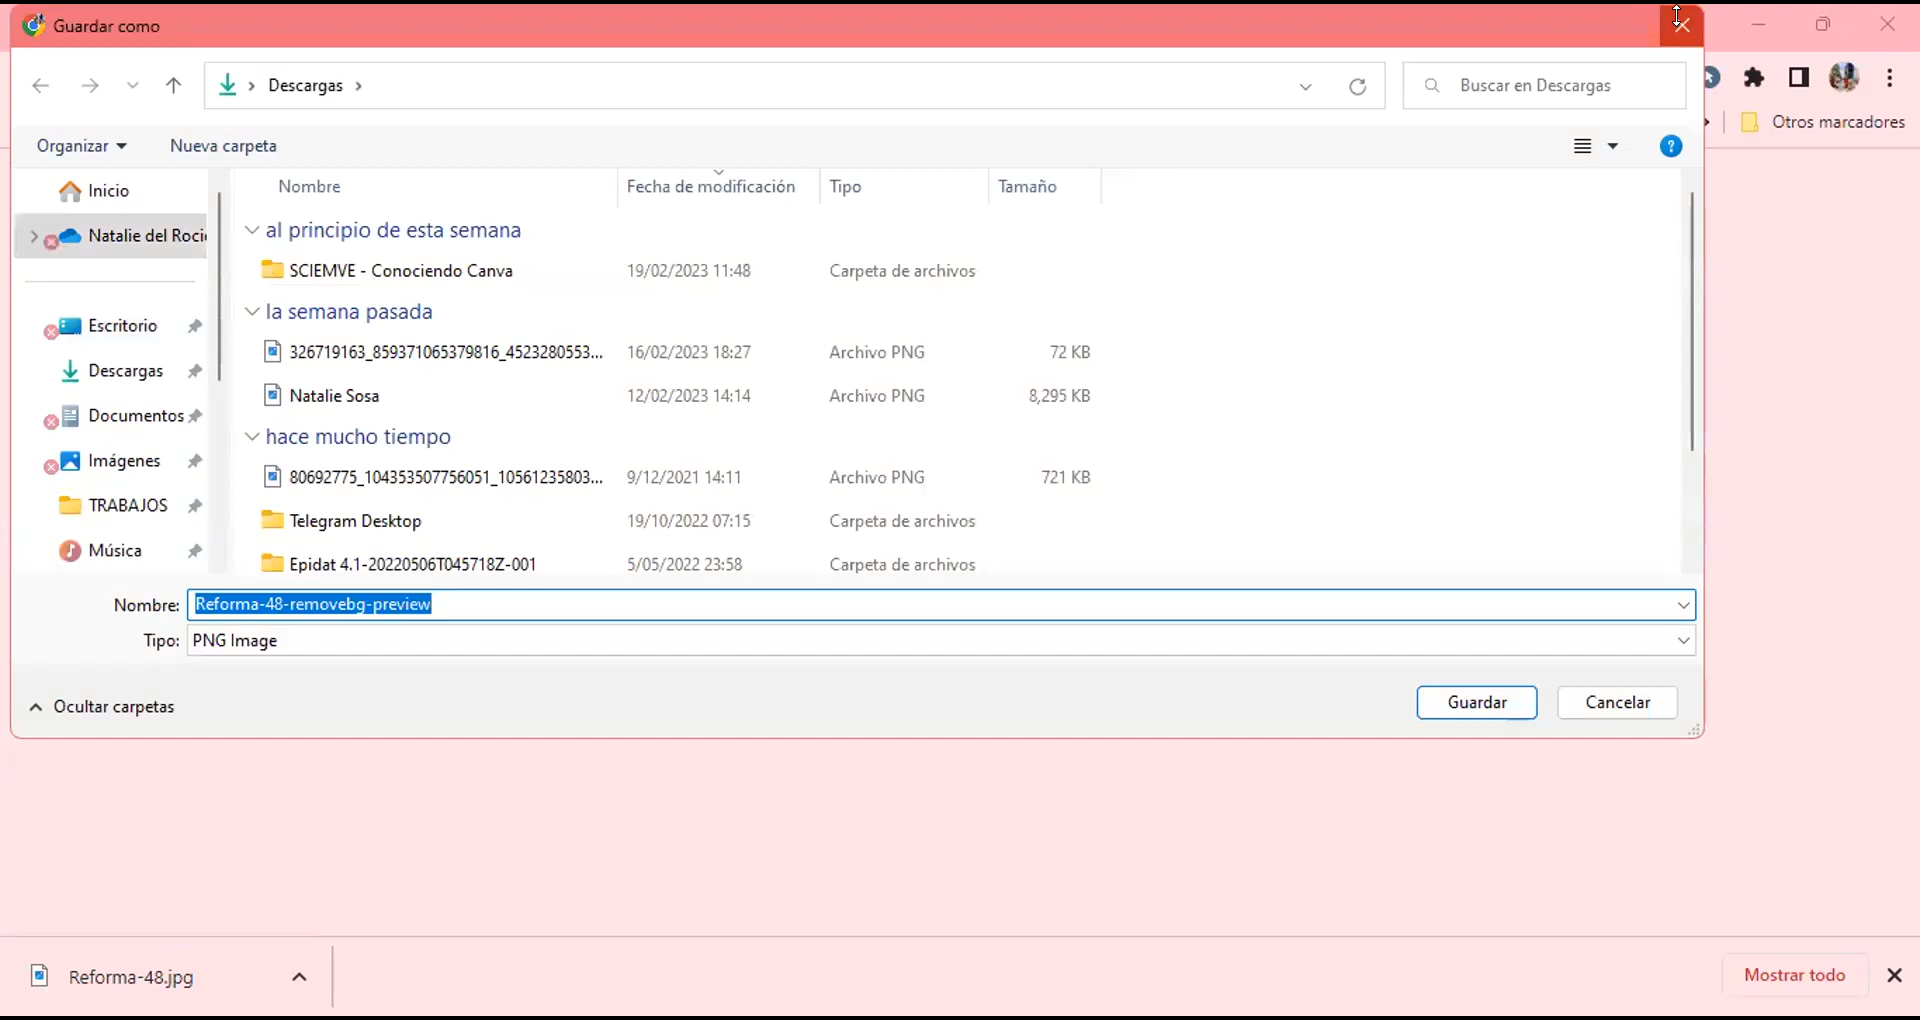 Guardar como
Descargas
Buscar en Descargas
Otros marcadores
Organizar
Nueva carpeta
Nombre
Fecha de modificación
Tipo
Tamaño
Inicio
Natalie del Roci
Escritorio
Descargas
Documentos
Imágenes
TRABAJOS
Música
al principio de esta semana
SCIEMVE - Conociendo Canva 19/02/2023 11:48 Carpeta de archivos
la semana pasada
326719163_859371065379816_4523280553... 16/02/2023 18:27 Archivo PNG 72 KB
Natalie Sosa 12/02/2023 14:14 Archivo PNG 8,295 KB
hace mucho tiempo
80692775_104353507756051_10561235803... 9/12/2021 14:11 Archivo PNG 721 KB
Telegram Desktop 19/10/2022 07:15 Carpeta de archivos
Epidat 4.1-20220506T045718Z-001 5/05/2022 23:58 Carpeta de archivos
Nombre: Reforma-48-removebg-preview
Tipo: PNG Image
Ocultar carpetas
Guardar
Cancelar
Reforma-48.jpg
Mostrar todo